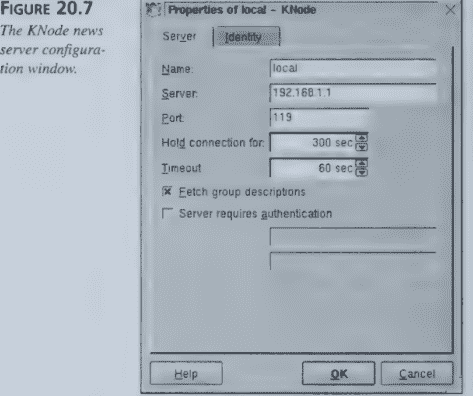 FIGURE 20.7
The KNode news
server configura-
tion window.
Properties of local - KNode
Server Identity
Name: local
Server: 192.168.1.1
Port: 119
Hold connection for: 300 sec
Timeout 60 sec
Fetch group descriptions
Server requires authentication
Help OK Cancel